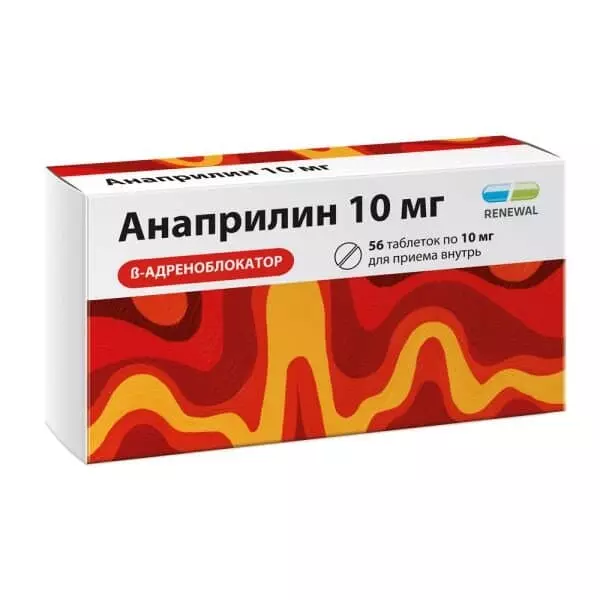 Анаприлин 10 мг
Анаприлин 10 мг
RENEWAL
ß-АДРЕНОБЛОКАТОР
56 таблеток по 10 мг
для приема внутрь